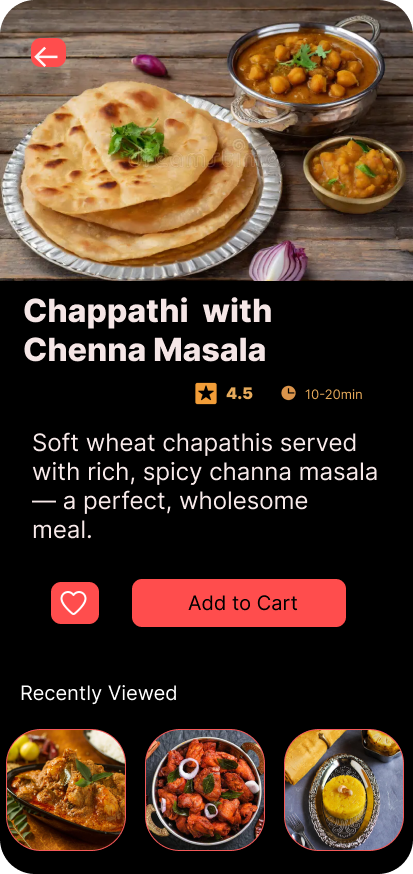 Chappathi with
Chenna Masala
4.5
10-20min
Soft wheat chapathis served
with rich, spicy channa masala
— a perfect, wholesome
meal.
Add to Cart
Recently Viewed